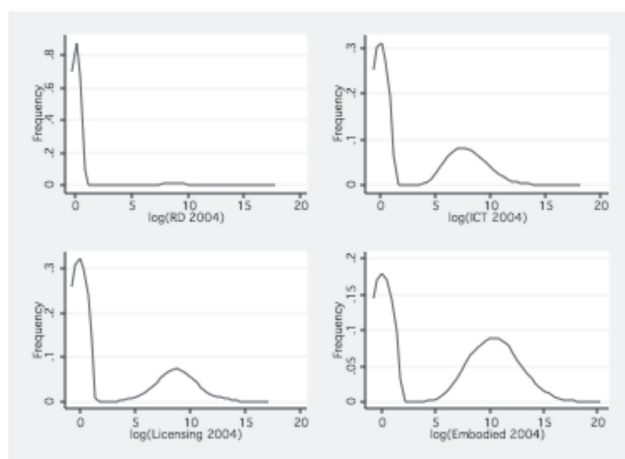 Frequency
0 .2 .4 .6 .8
0 5 10 15 20
log(RD 2004)
Frequency
0 .1 .2 .3
0 5 10 15 20
log(ICT 2004)
Frequency
0 .1 .2 .3
0 5 10 15 20
log(Licensing 2004)
Frequency
0 .05 .1 .15 .2
0 5 10 15 20
log(Embodied 2004)